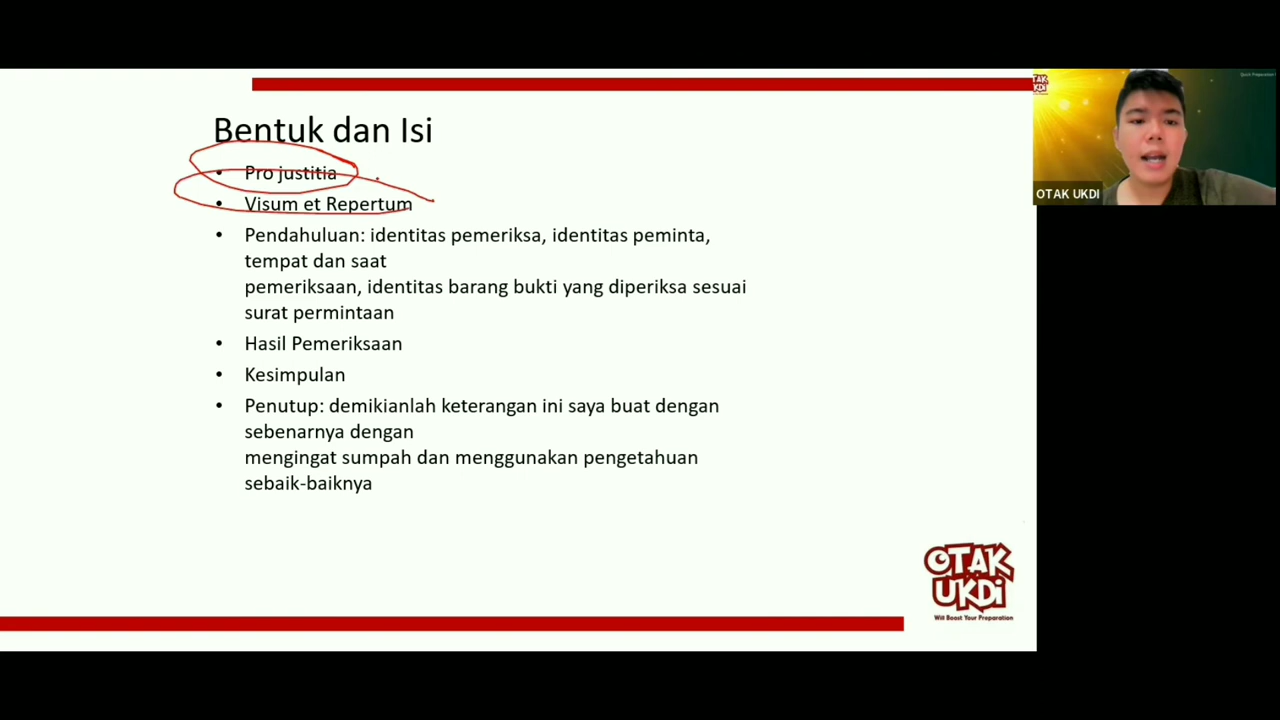 Bentuk dan Isi
• Pro justitia
• Visum et Repertum
• Pendahuluan: identitas pemeriksa, identitas peminta,
tempat dan saat
pemeriksaan, identitas barang bukti yang diperiksa sesuai
surat permintaan
• Hasil Pemeriksaan
• Kesimpulan
• Penutup: demikianlah keterangan ini saya buat dengan
sebenarnya dengan
mengingat sumpah dan menggunakan pengetahuan
sebaik-baiknya
OTAK
UKDI
OTAK UKDI
OTAK
UKDi
Will Boost Your Preparation